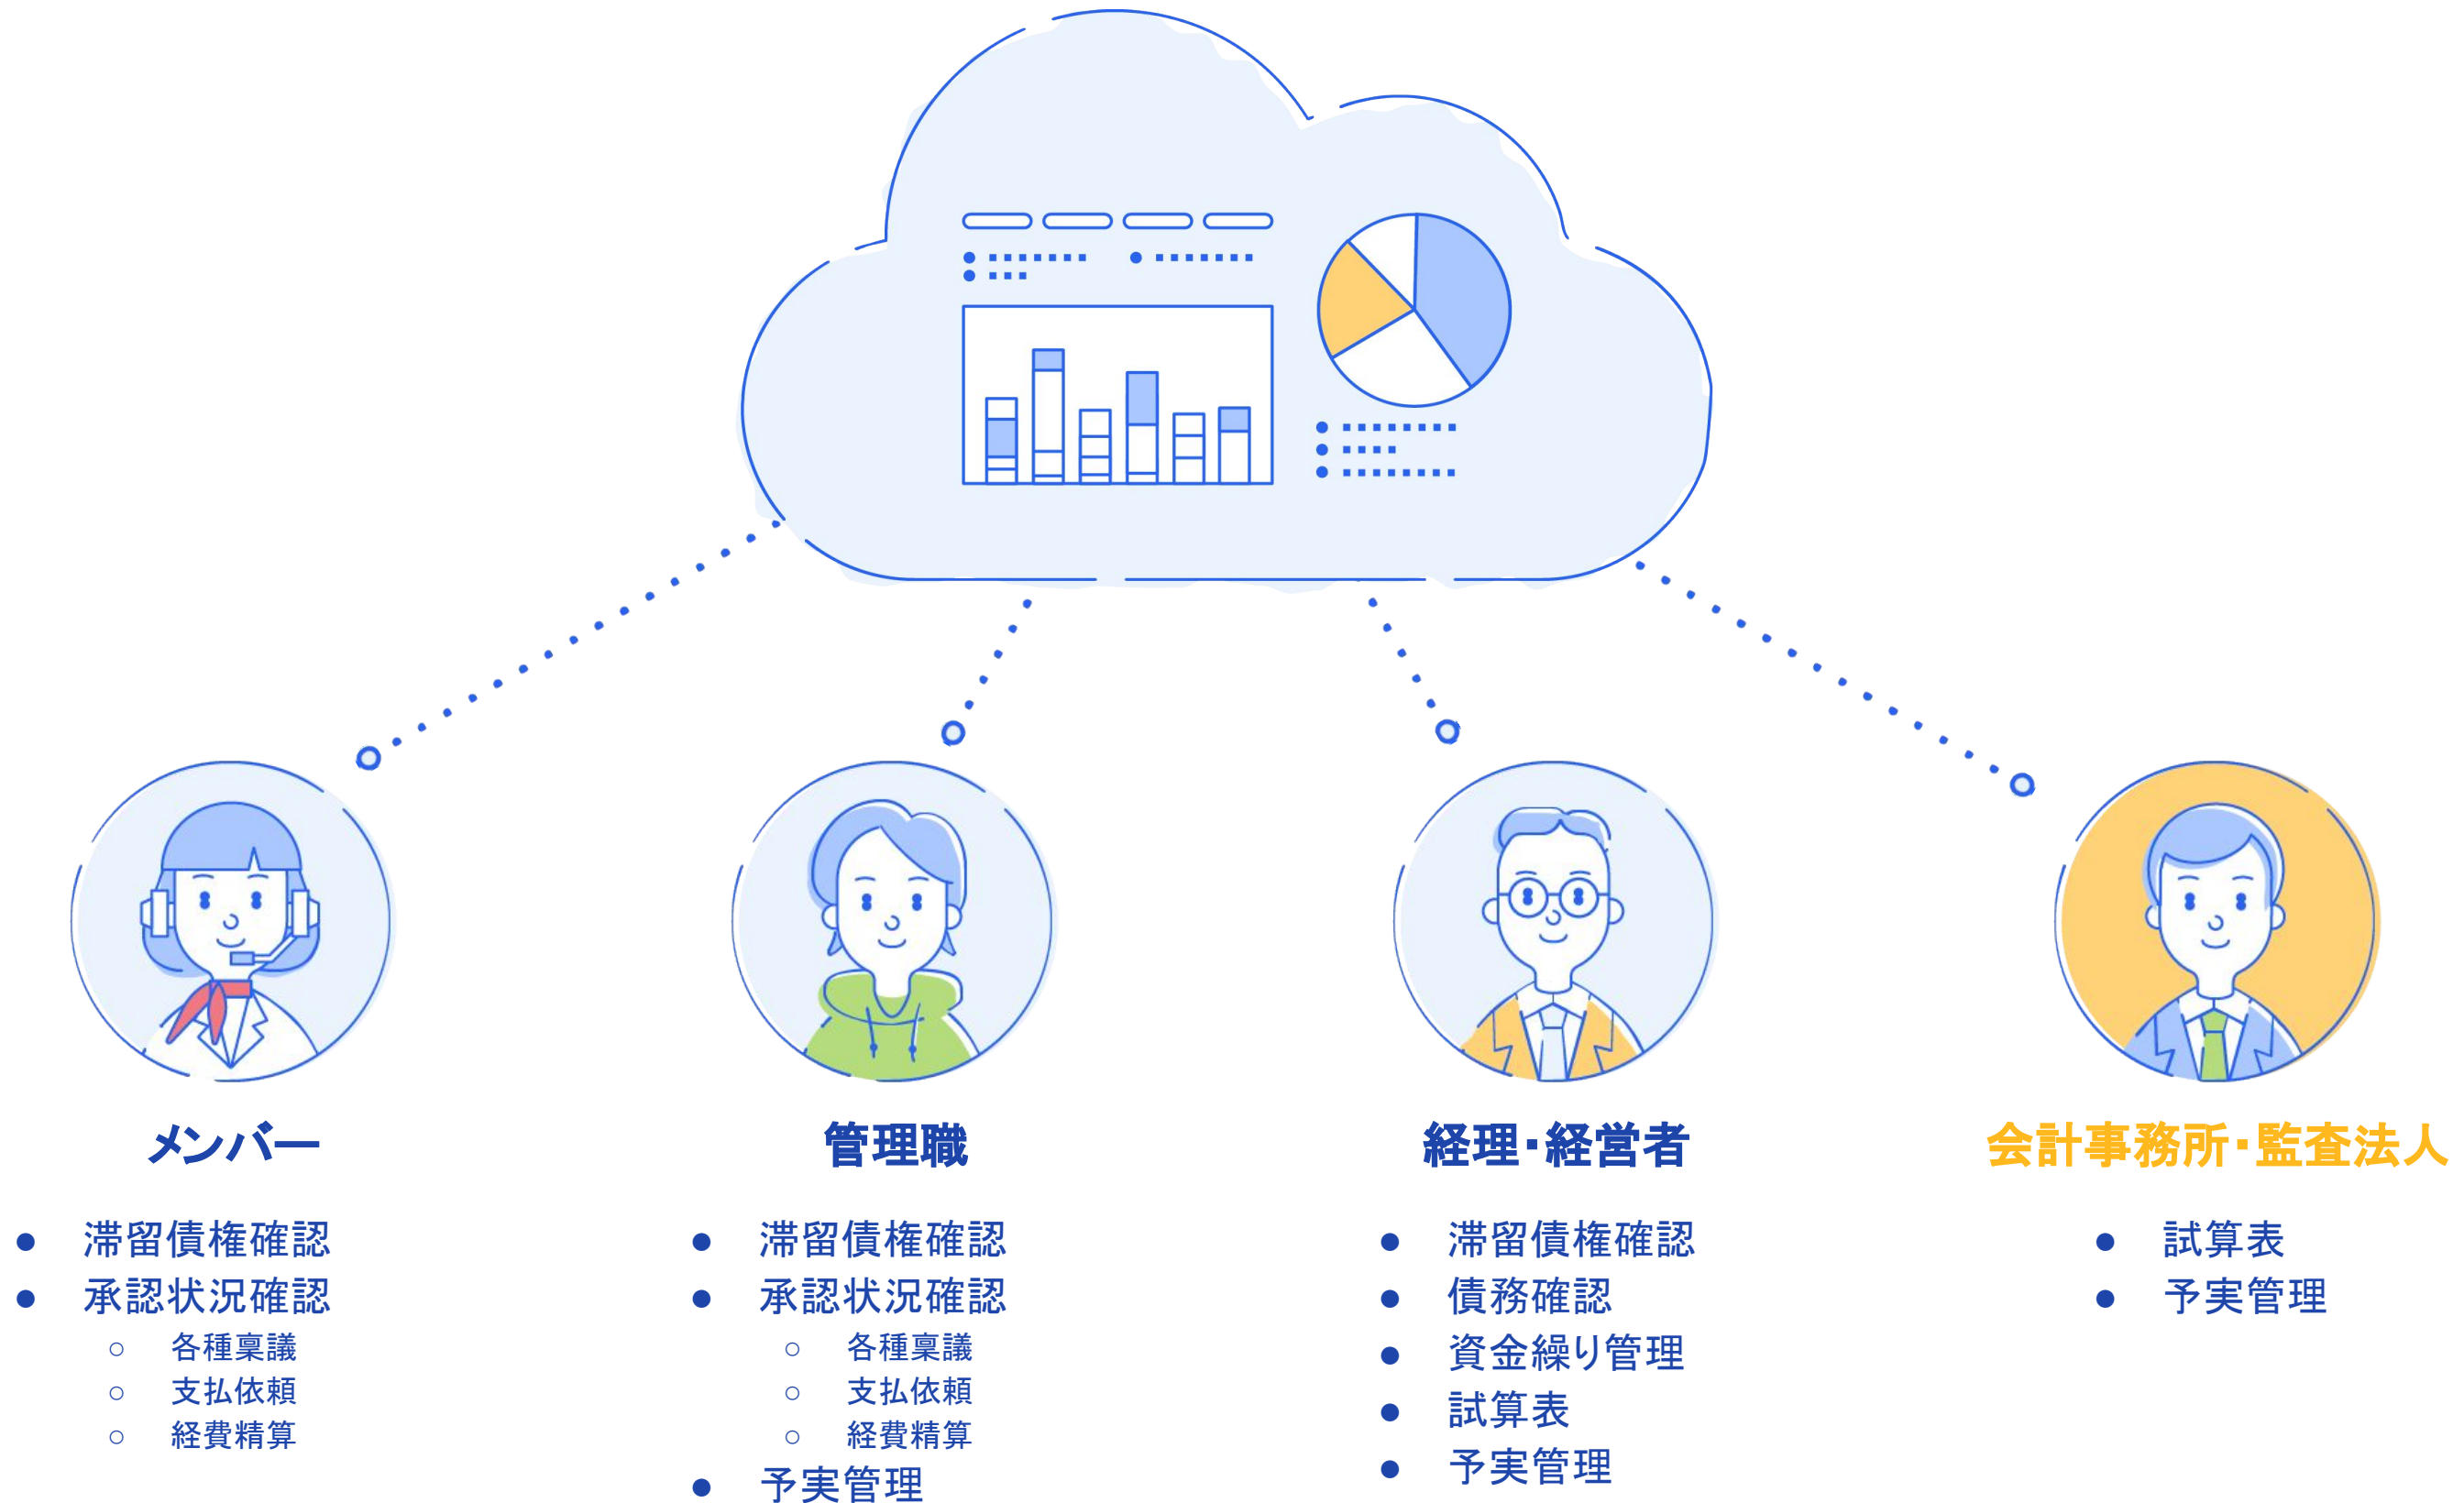 メンバー
● 滞留債権確認
● 承認状況確認
○ 各種稟議
○ 支払依頼
○ 経費精算
管理職
● 滞留債権確認
● 承認状況確認
○ 各種稟議
○ 支払依頼
○ 経費精算
● 予実管理
経理・経営者
● 滞留債権確認
● 債務確認
● 資金繰り管理
● 試算表
● 予実管理
会計事務所・監査法人
● 試算表
● 予実管理